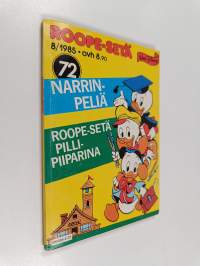 ROOPE-SETÄ
8/1985 • ovh 8,90
72
NARRIN-
PELIÄ
ROOPE-SETÄ
PILLI-
PIIPARINA